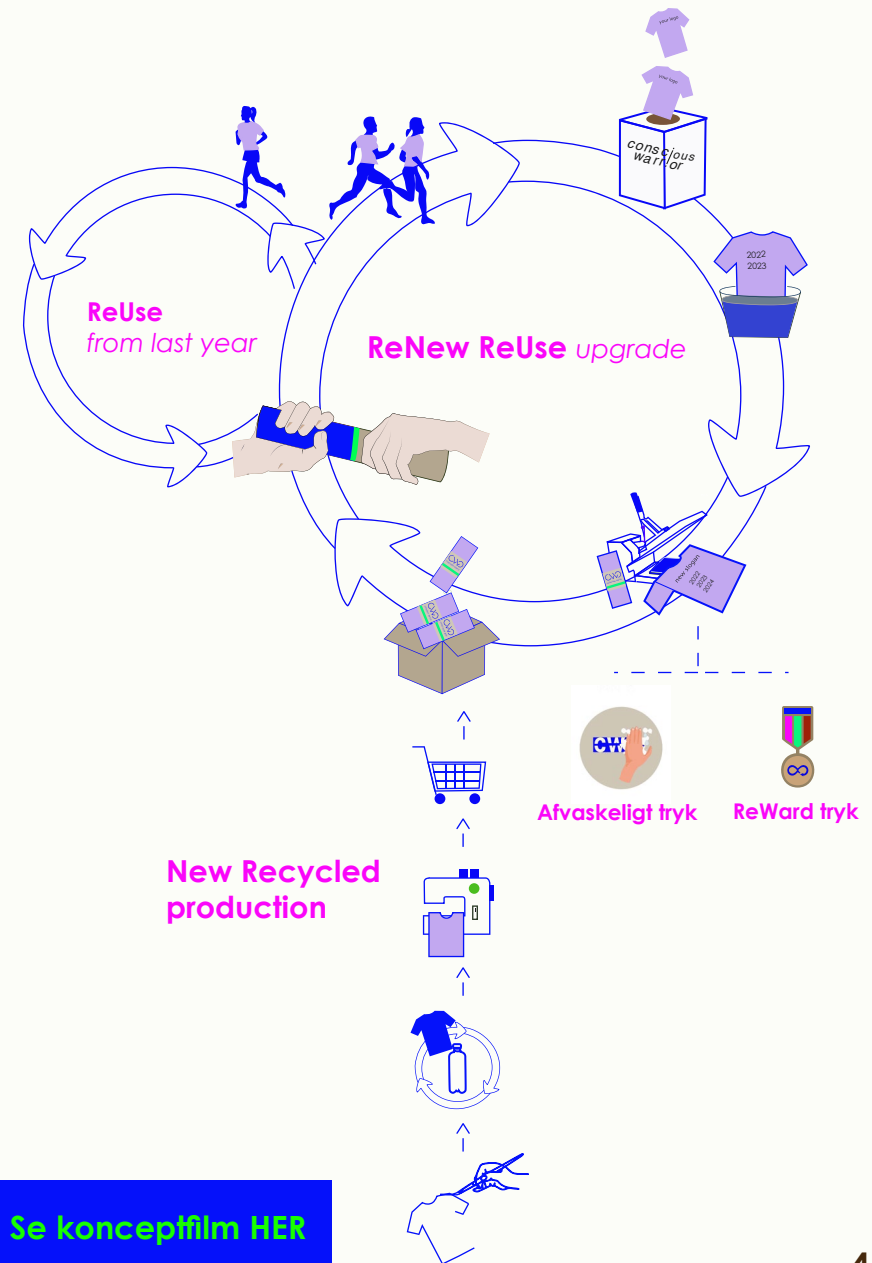 your logo
your logo
conscious
warrior
2022
2023
ReUse
from last year
ReNew ReUse upgrade
new slogan
2022
2023
2024
CW
Afvaskeligt tryk
ReWard tryk
New Recycled
production
Se konceptfilm HER
4